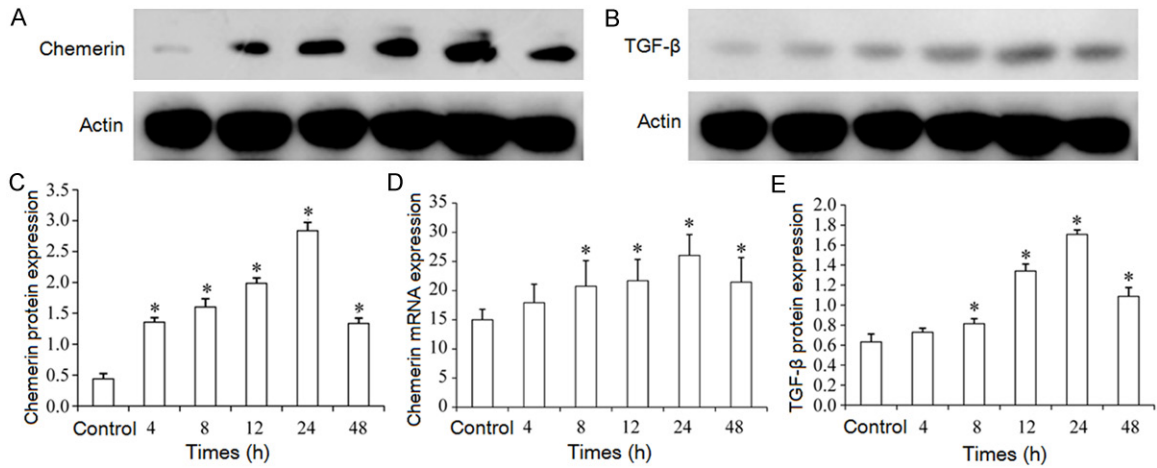 A
Chemerin
Actin
B
TGF-β
Actin
C
Chemerin protein expression
3.5
3.0
2.5
2.0
1.5
1.0
0.5
0.0
* * * * *
Control 4 8 12 24 48
Times (h)
D
Chemerin mRNA expression
35
30
25
20
15
10
5
0
* * * *
Control 4 8 12 24 48
Times (h)
E
TGF-β protein expression
2.0
1.8
1.6
1.4
1.2
1.0
0.8
0.6
0.4
0.2
0.0
* * * *
Control 4 8 12 24 48
Times (h)